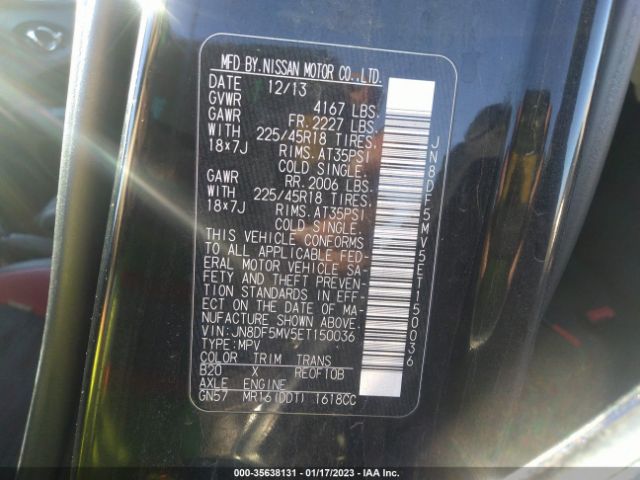 MFD BY. NISSAN MOTOR CO., LTD.
DATE 12/13
GVWR 4167 LBS.
GAWR FR. 2227 LBS.
WITH 225/45R18 TIRES.
18x7J RIMS. AT35PSI
COLD SINGLE.
GAWR RR. 2006 LBS.
WITH 225/45R18 TIRES.
18x7J RIMS. AT35PSI
COLD SINGLE.
THIS VEHICLE CONFORMS
TO ALL APPLICABLE FED-
ERAL MOTOR VEHICLE SA-
FETY AND THEFT PREVEN-
TION STANDARDS IN EFF-
ECT ON THE DATE OF MA-
NUFACTURE SHOWN ABOVE.
VIN: JN8DF5MV5ET150036
TYPE: MPV
COLOR TRIM TRANS
B20 X RE0F10B
AXLE ENGINE
GN57 MR16(DDT) 1618CC
JN8DF5MV5ET150036
000-35638131 - 01/17/2023 - IAA Inc.